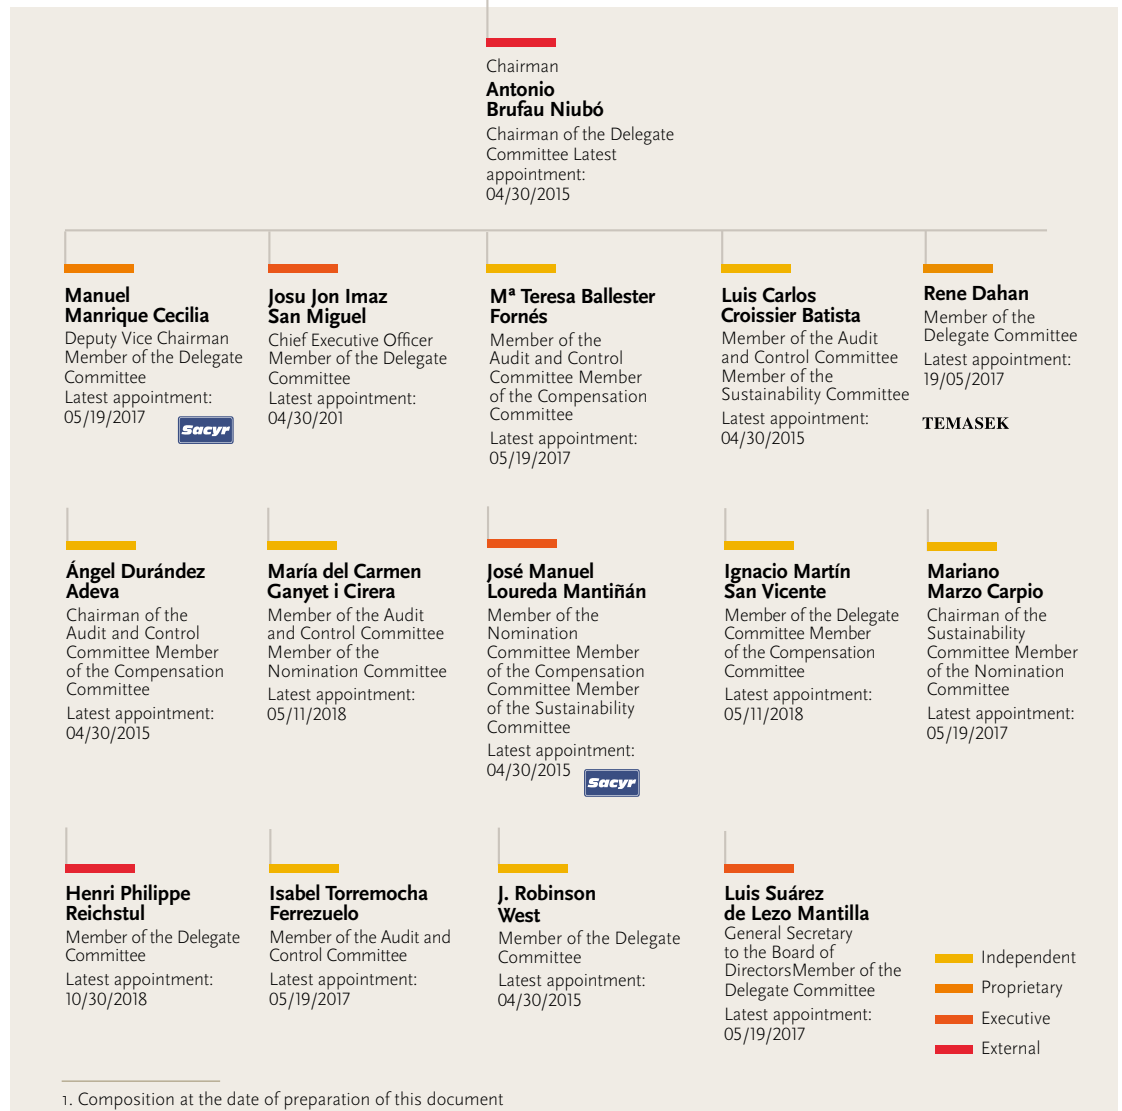 Chairman
Antonio
Brufau Niubó
Chairman of the Delegate
Committee Latest
appointment:
04/30/2015
Manuel
Manrique Cecilia
Deputy Vice Chairman
Member of the Delegate
Committee
Latest appointment:
05/19/2017
Sacyr
Josu Jon Imaz
San Miguel
Chief Executive Officer
Member of the Delegate
Committee
Latest appointment:
04/30/201
Mª Teresa Ballester
Fornés
Member of the
Audit and Control
Committee Member
of the Compensation
Committee
Latest appointment:
05/19/2017
Luis Carlos
Croissier Batista
Member of the Audit
and Control Committee
Member of the
Sustainability Committee
Latest appointment:
04/30/2015
Rene Dahan
Member of the
Delegate Committee
Latest appointment:
19/05/2017
TEMASEK
Ángel Durández
Adeva
Chairman of the
Audit and Control
Committee Member
of the Compensation
Committee
Latest appointment:
04/30/2015
María del Carmen
Ganyet i Cirera
Member of the Audit
and Control Committee
Member of the
Nomination Committee
Latest appointment:
05/11/2018
José Manuel
Loureda Mantiñán
Member of the
Nomination
Committee Member
of the Compensation
Committee Member
of the Sustainability
Committee
Latest appointment:
04/30/2015
Sacyr
Ignacio Martín
San Vicente
Member of the Delegate
Committee Member
of the Compensation
Committee
Latest appointment:
05/11/2018
Mariano
Marzo Carpio
Chairman of the
Sustainability
Committee Member
of the Nomination
Committee
Latest appointment:
05/19/2017
Henri Philippe
Reichstul
Member of the Delegate
Committee
Latest appointment:
10/30/2018
Isabel Torremocha
Ferrezuelo
Member of the Audit and
Control Committee
Latest appointment:
05/19/2017
J. Robinson
West
Member of the Delegate
Committee
Latest appointment:
04/30/2015
Luis Suárez
de Lezo Mantilla
General Secretary
to the Board of
DirectorsMember of the
Delegate Committee
Latest appointment:
05/19/2017
Independent
Proprietary
Executive
External
1. Composition at the date of preparation of this document